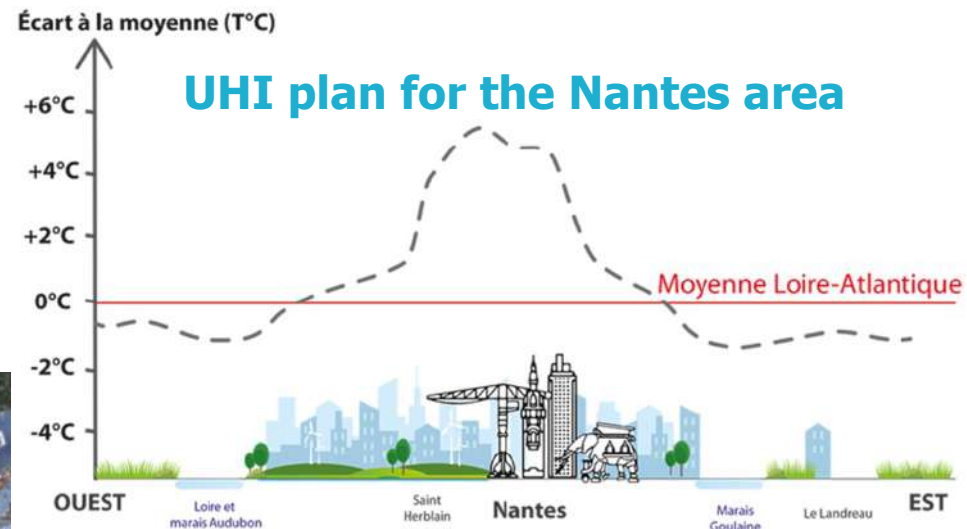 Écart à la moyenne (T°C)
UHI plan for the Nantes area
+6°C
+4°C
+2°C
0°C
-2°C
-4°C
Moyenne Loire-Atlantique
OUEST
Loire et
marais Audubon
Saint
Herblain
Nantes
Marais
Goulaine
Le Landreau
EST